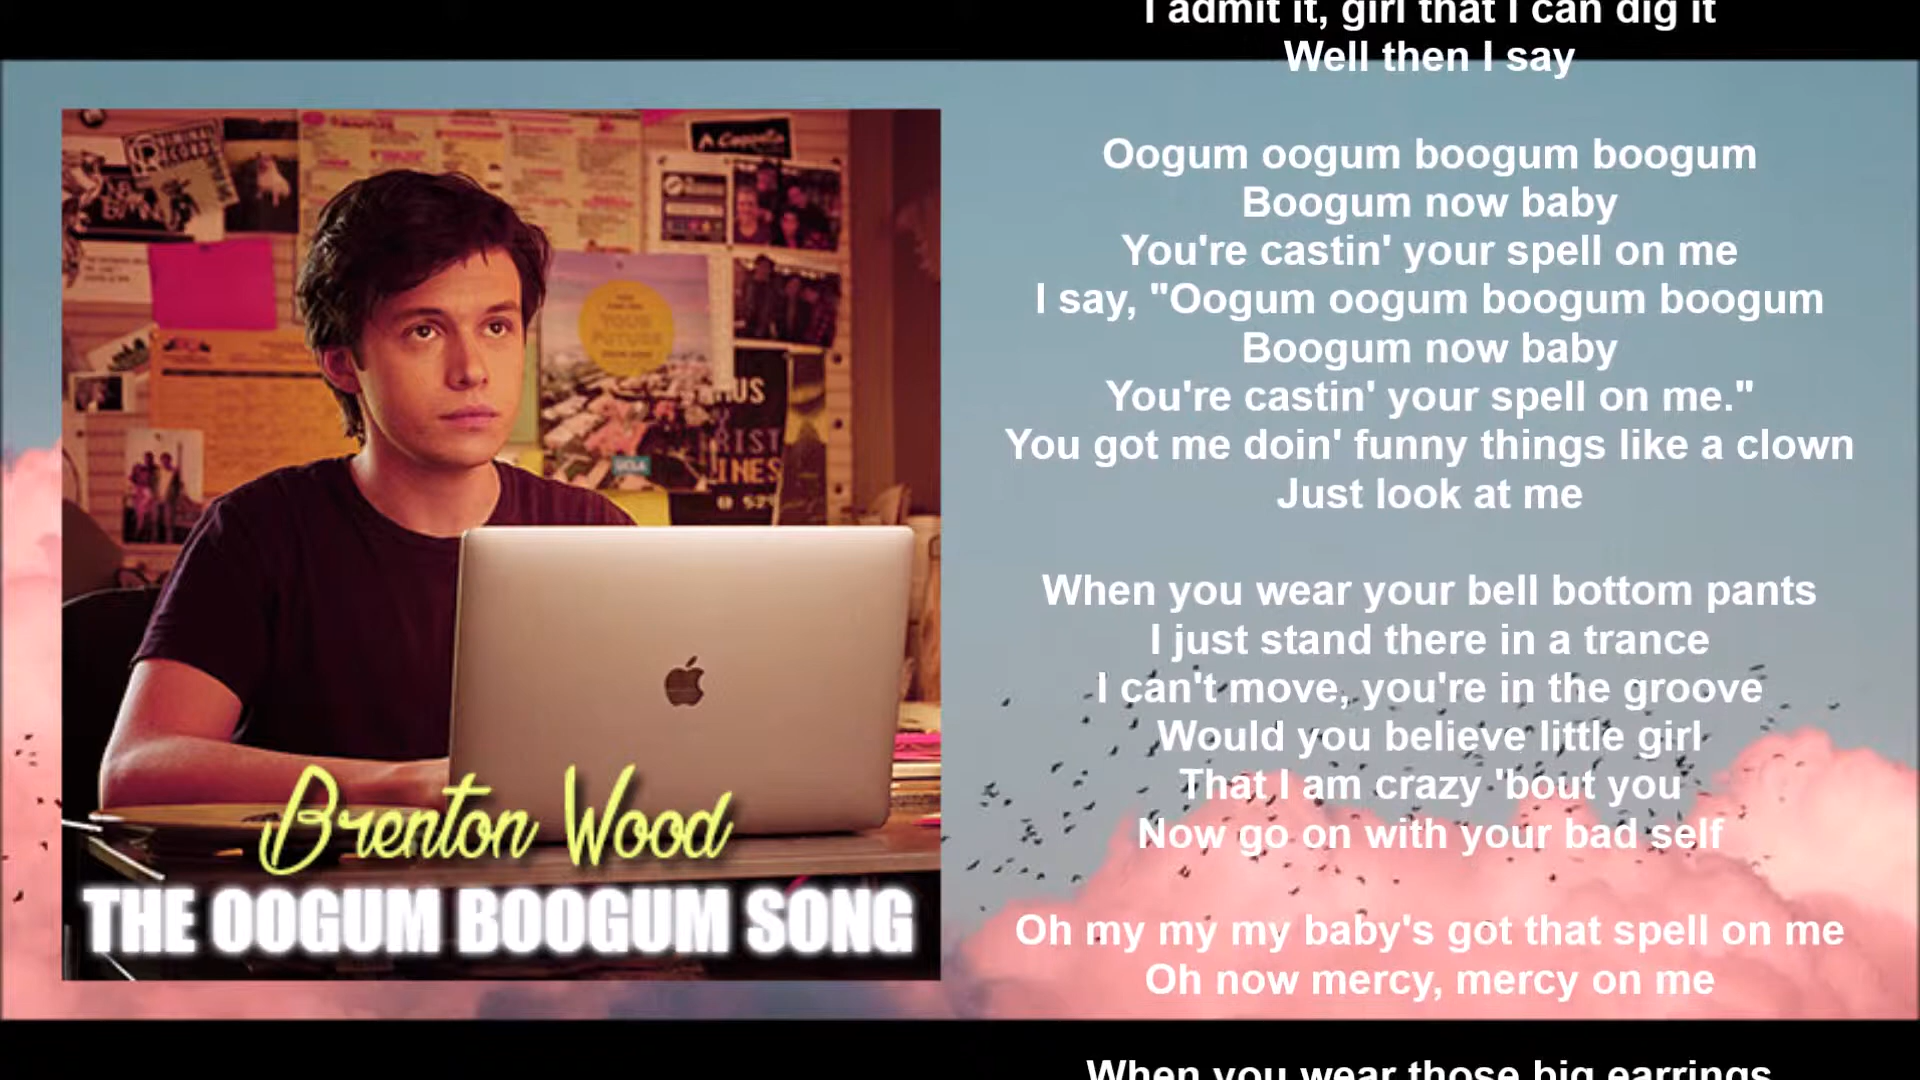 I admit it, girl that I can dig it
Well then I say
Oogum oogum boogum boogum
Boogum now baby
You're castin' your spell on me
I say, "Oogum oogum boogum boogum
Boogum now baby
You're castin' your spell on me."
You got me doin' funny things like a clown
Just look at me
When you wear your bell bottom pants
I just stand there in a trance
I can't move, you're in the groove
Would you believe little girl
That I am crazy 'bout you
Now go on with your bad self
Oh my my my baby's got that spell on me
Oh now mercy, mercy on me
When you wear those big earrings
YOUR
FUTURE
UCLA
Brenton Wood
THE OOGUM BOOGUM SONG